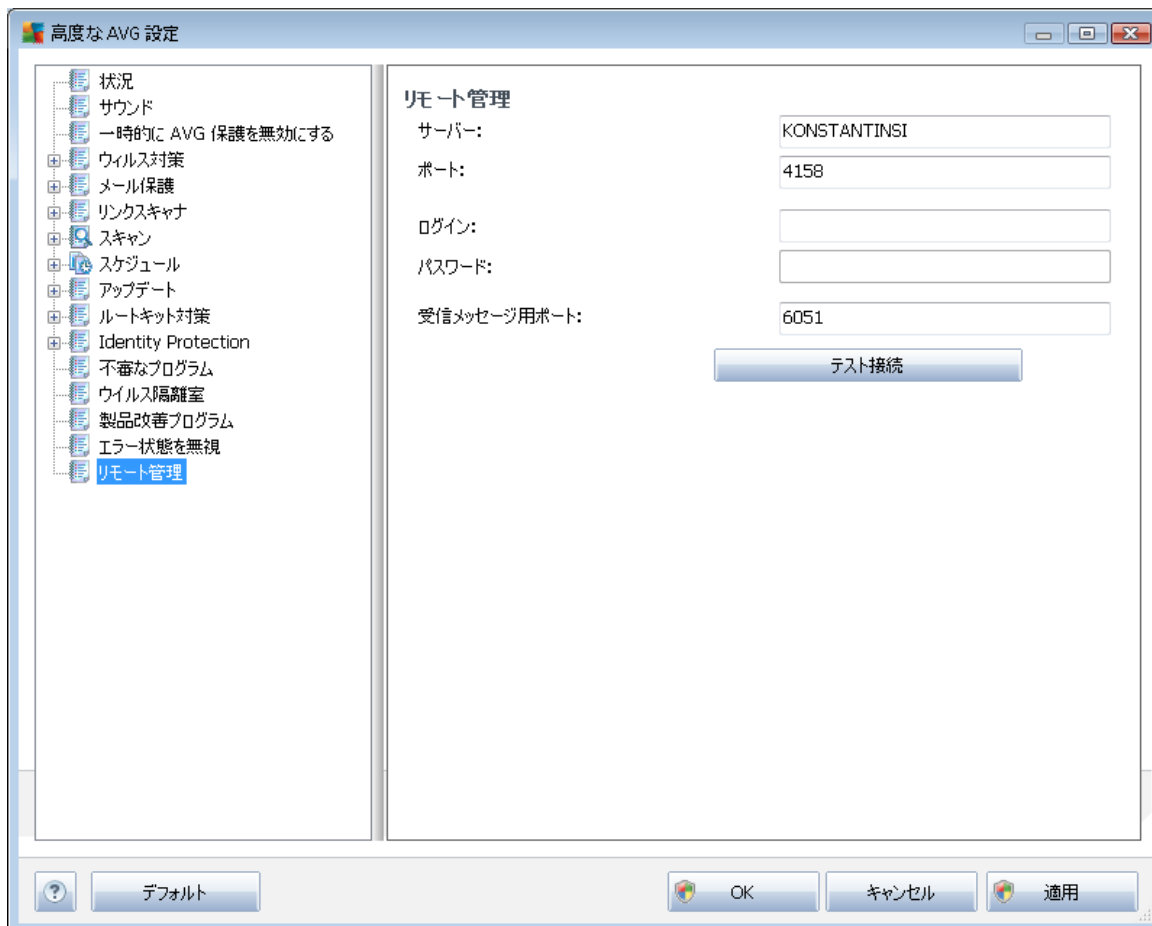 高度な AVG 設定
状況
サウンド
一時的に AVG 保護を無効にする
ウィルス対策
メール保護
リンクスキャナ
スキャン
スケジュール
アップデート
ルートキット対策
Identity Protection
不審なプログラム
ウイルス隔離室
製品改善プログラム
エラー状態を無視
リモート管理
リモート管理
サーバー: KONSTANTINSI
ポート: 4158
ログイン:
パスワード:
受信メッセージ用ポート: 6051
テスト接続
? デフォルト OK キャンセル 適用